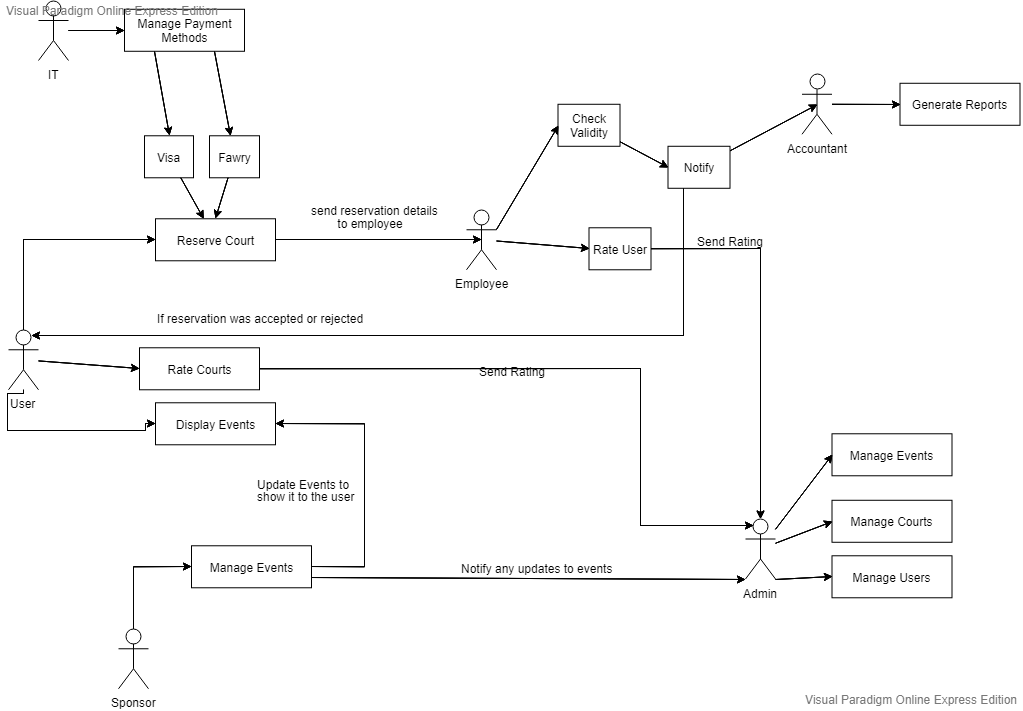 Visual Paradigm Online Express Edition
Manage Payment
Methods
IT
Check
Validity
Generate Reports
Accountant
Visa
Fawry
Notify
send reservation details
to employee
Reserve Court
Rate User
Send Rating
Employee
If reservation was accepted or rejected
Rate Courts
Send Rating
User
Display Events
Manage Events
Update Events to
show it to the user
Manage Courts
Manage Events
Notify any updates to events
Manage Users
Admin
Sponsor
Visual Paradigm Online Express Edition